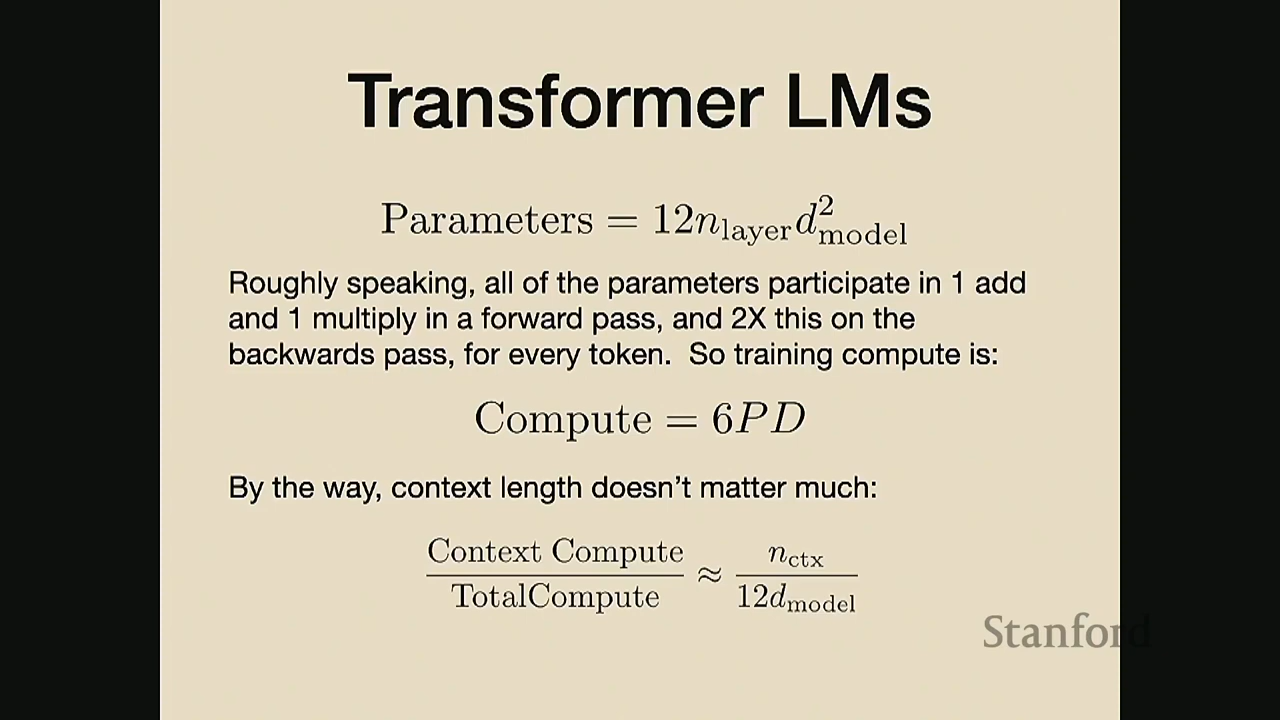 Transformer LMs
Parameters = 12n_layer d²_model
Roughly speaking, all of the parameters participate in 1 add
and 1 multiply in a forward pass, and 2X this on the
backwards pass, for every token. So training compute is:
Compute = 6PD
By the way, context length doesn't matter much:
Context Compute / TotalCompute ≈ n_ctx / 12d_model
Stanford